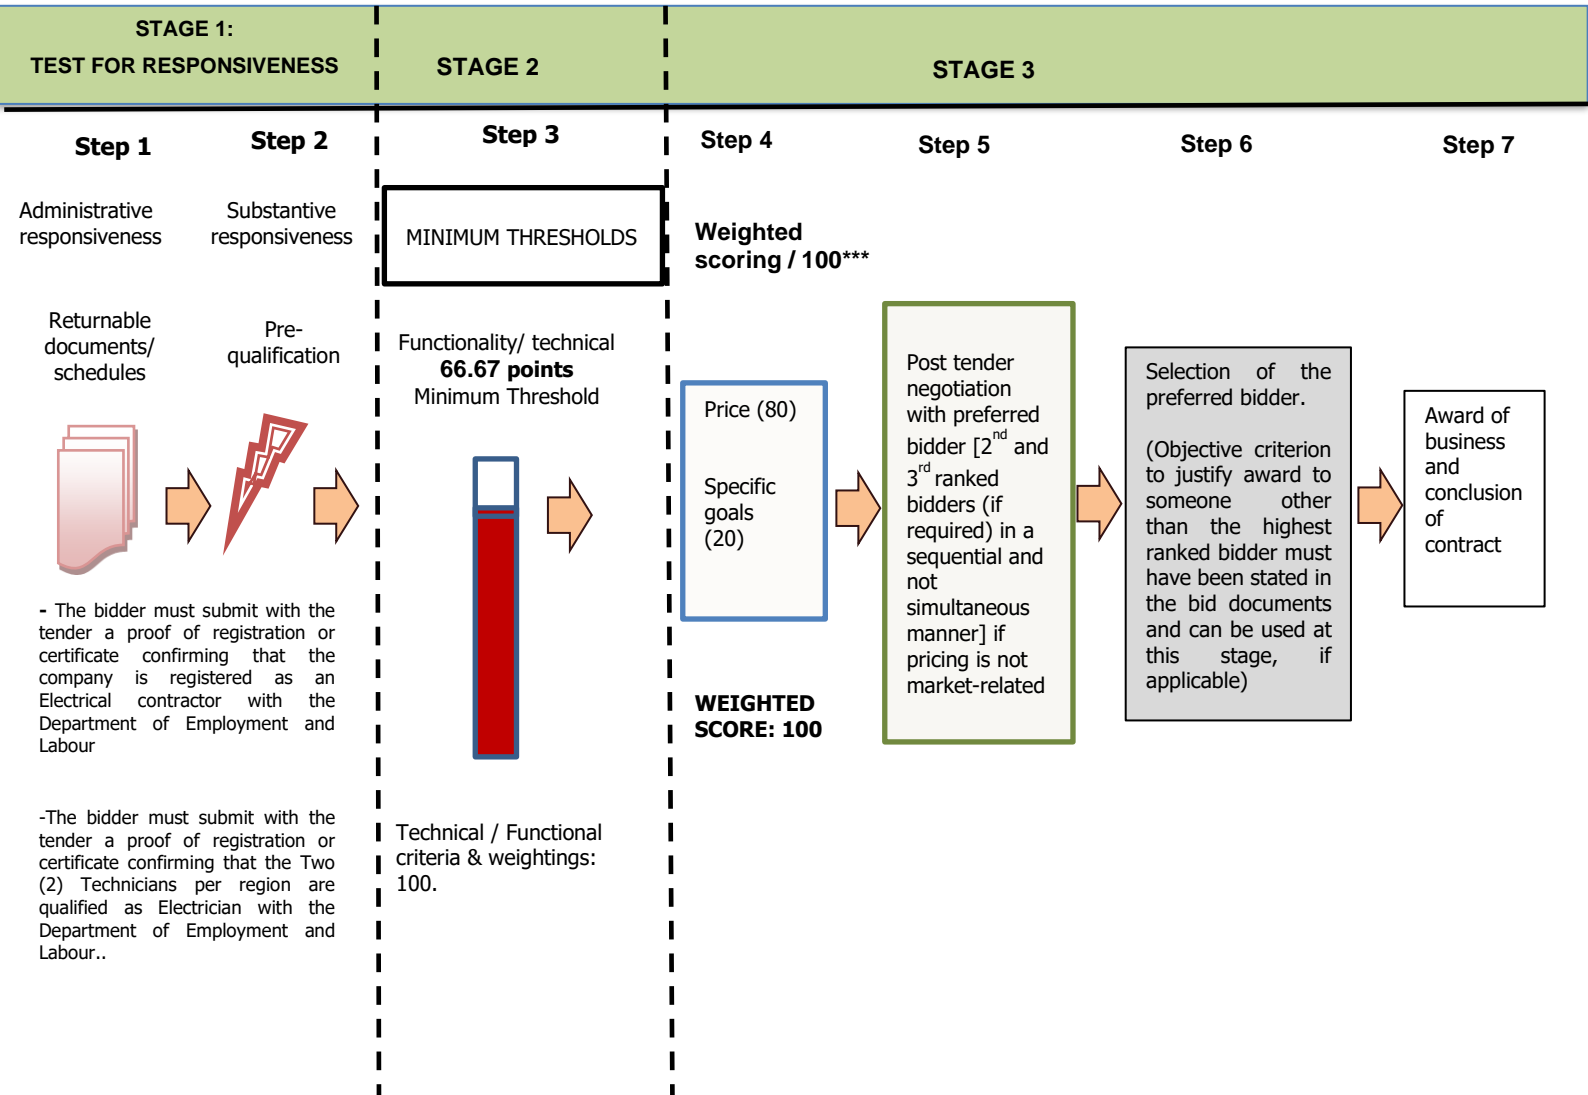 STAGE 1:
TEST FOR RESPONSIVENESS
STAGE 2
STAGE 3
Step 1
Step 2
Step 3
Step 4
Step 5
Step 6
Step 7
Administrative
responsiveness
Substantive
responsiveness
MINIMUM THRESHOLDS
Weighted
scoring / 100***
Returnable
documents/
schedules
Pre-
qualification
Functionality/ technical
66.67 points
Minimum Threshold
Price (80)
Specific
goals
(20)
WEIGHTED
SCORE: 100
Post tender
negotiation
with preferred
bidder [2nd and
3rd ranked
bidders (if
required) in a
sequential and
not
simultaneous
manner] if
pricing is not
market-related
Selection of the
preferred bidder.
(Objective criterion
to justify award to
someone other
than the highest
ranked bidder must
have been stated in
the bid documents
and can be used at
this stage, if
applicable)
Award of
business
and
conclusion
of
contract
- The bidder must submit with the
tender a proof of registration or
certificate confirming that the
company is registered as an
Electrical contractor with the
Department of Employment and
Labour
-The bidder must submit with the
tender a proof of registration or
certificate confirming that the Two
(2) Technicians per region are
qualified as Electrician with the
Department of Employment and
Labour..
Technical / Functional
criteria & weightings:
100.